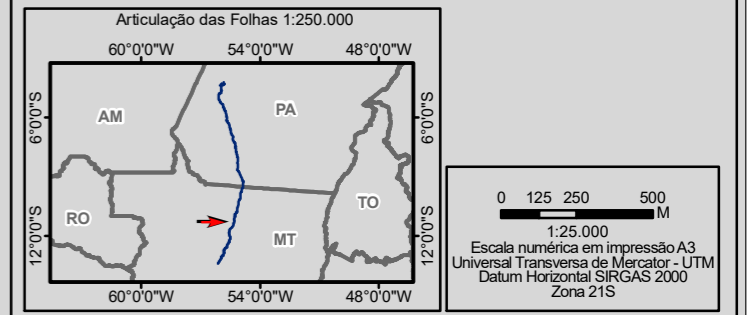 Articulação das Folhas 1:250.000
60°0'0"W 54°0'0"W 48°0'0"W
6°0'0"S
AM
PA
6°0'0"S
RO
TO
12°0'0"S
MT
12°0'0"S
60°0'0"W 54°0'0"W 48°0'0"W
0 125 250 500
M
1:25.000
Escala numérica em impressão A3
Universal Transversa de Mercator - UTM
Datum Horizontal SIRGAS 2000
Zona 21S